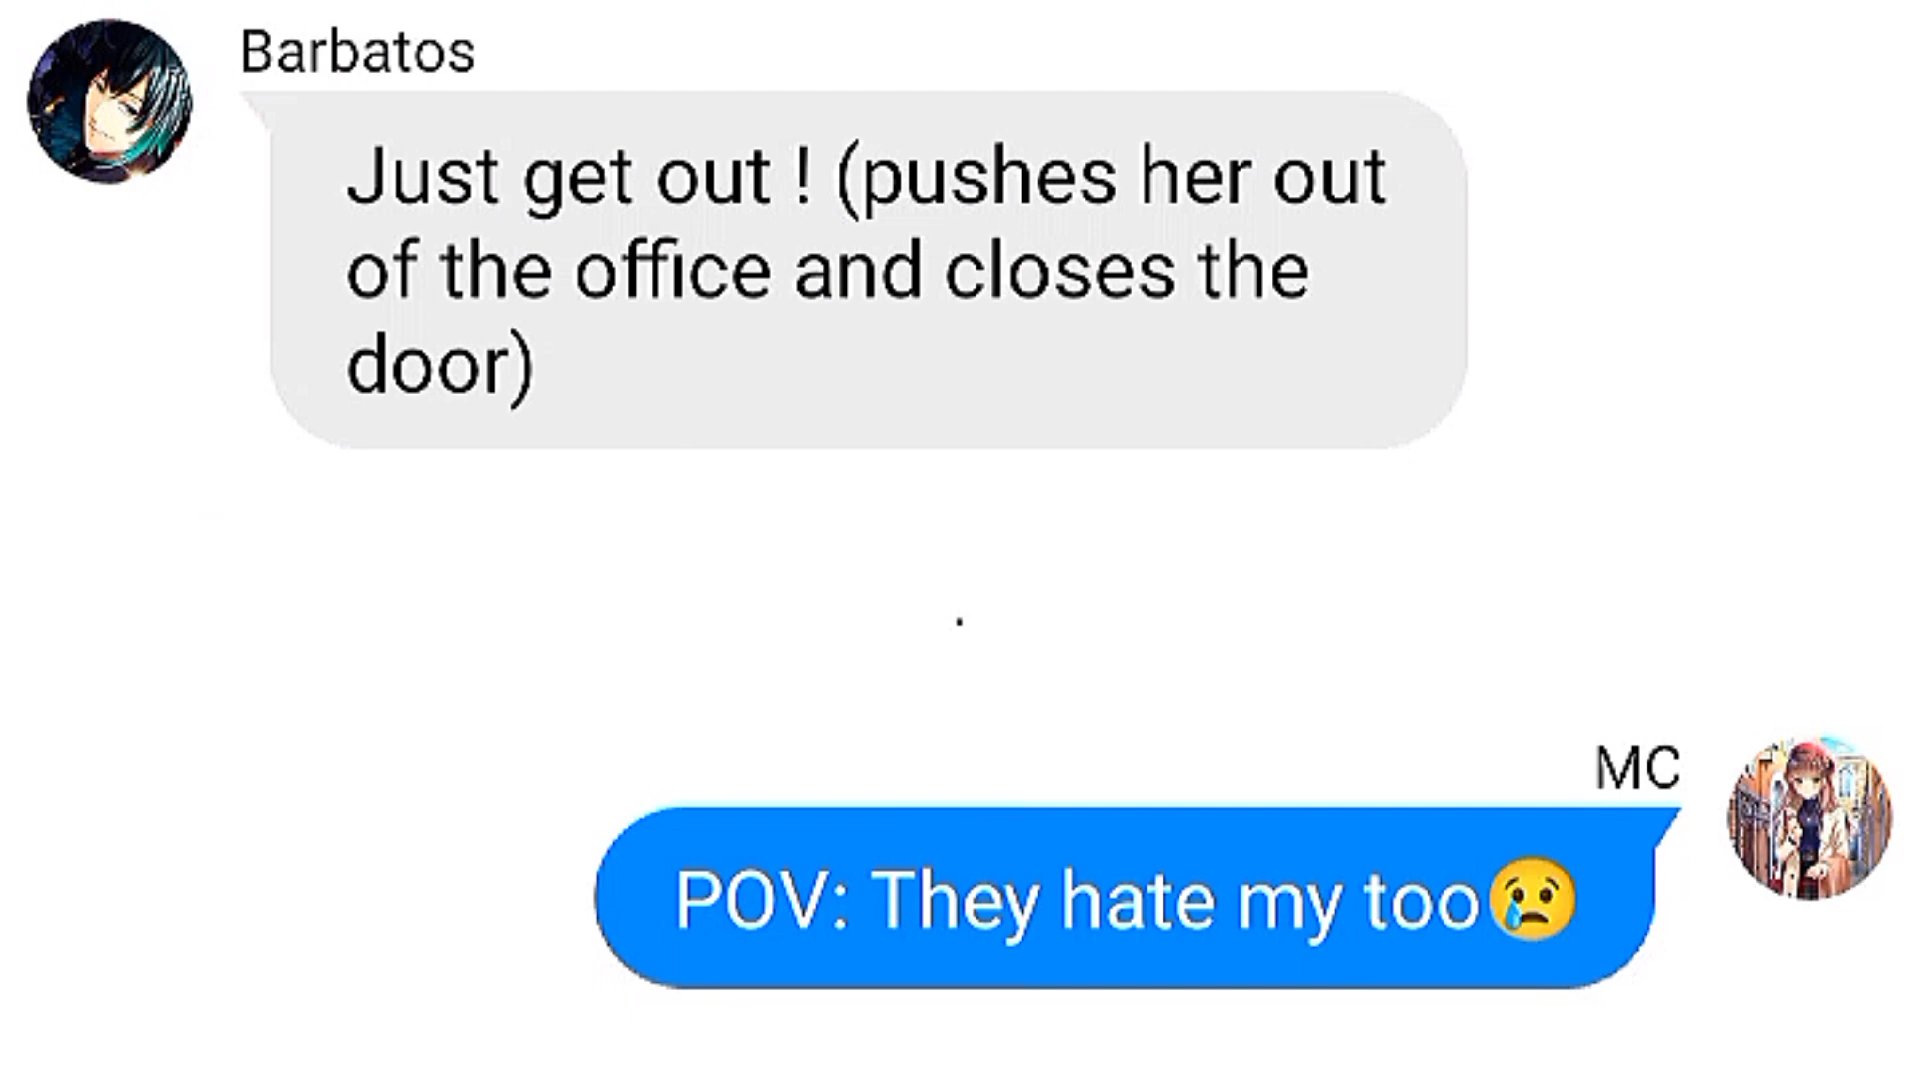 Barbatos
Just get out ! (pushes her out
of the office and closes the
door)
.
MC
POV: They hate my too😢